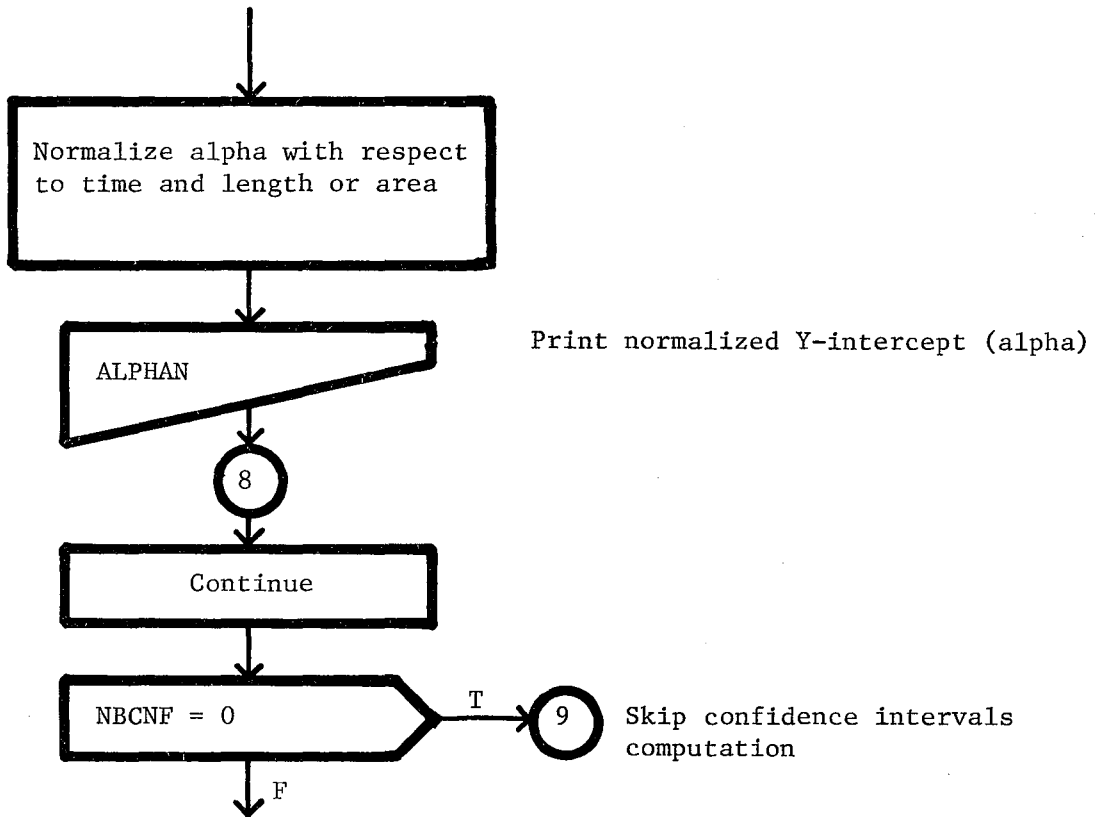 Normalize alpha with respect
to time and length or area
Print normalized Y-intercept (alpha)
ALPHAN
8
Continue
NBCNF = 0
T
9
Skip confidence intervals
computation
F